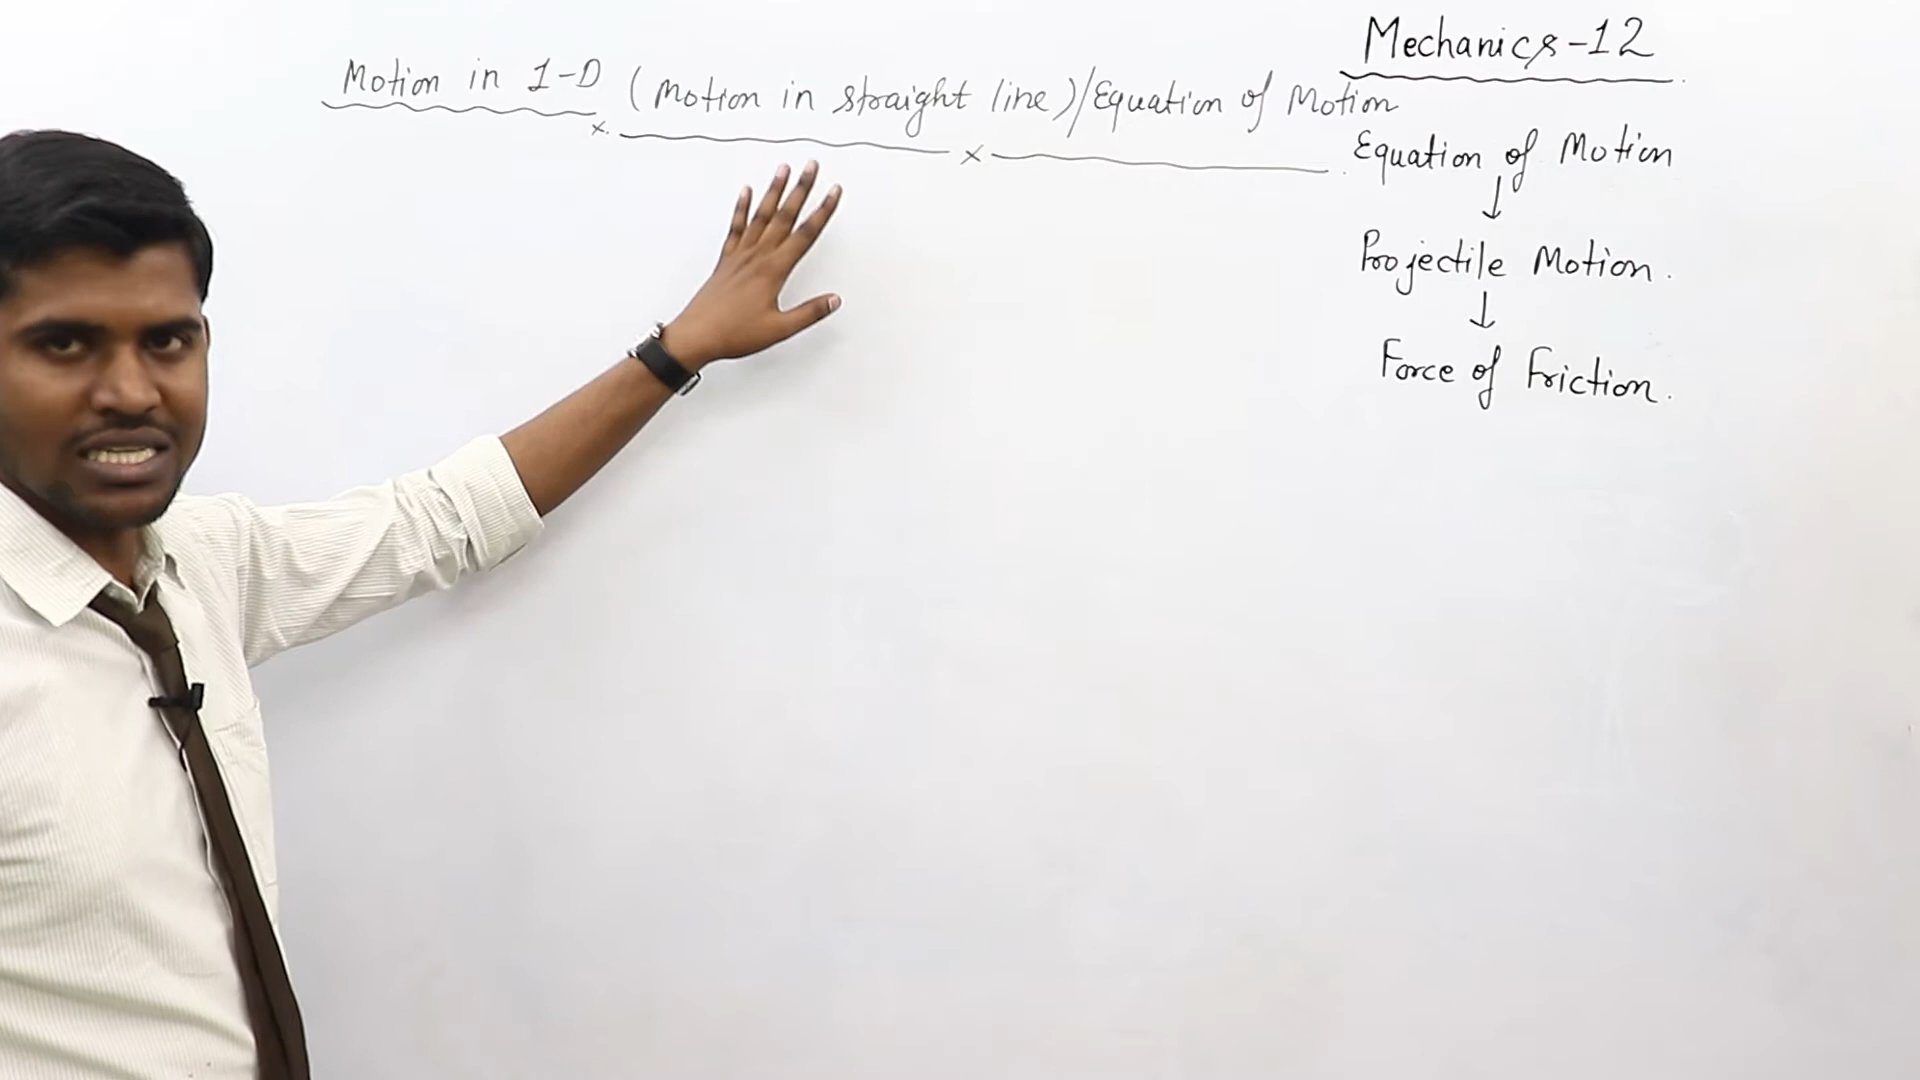 Motion in 1-D (Motion in straight line)/Equation of Motion
Mechanics-12
Equation of Motion
↓
Projectile Motion.
↓
Force of Friction.